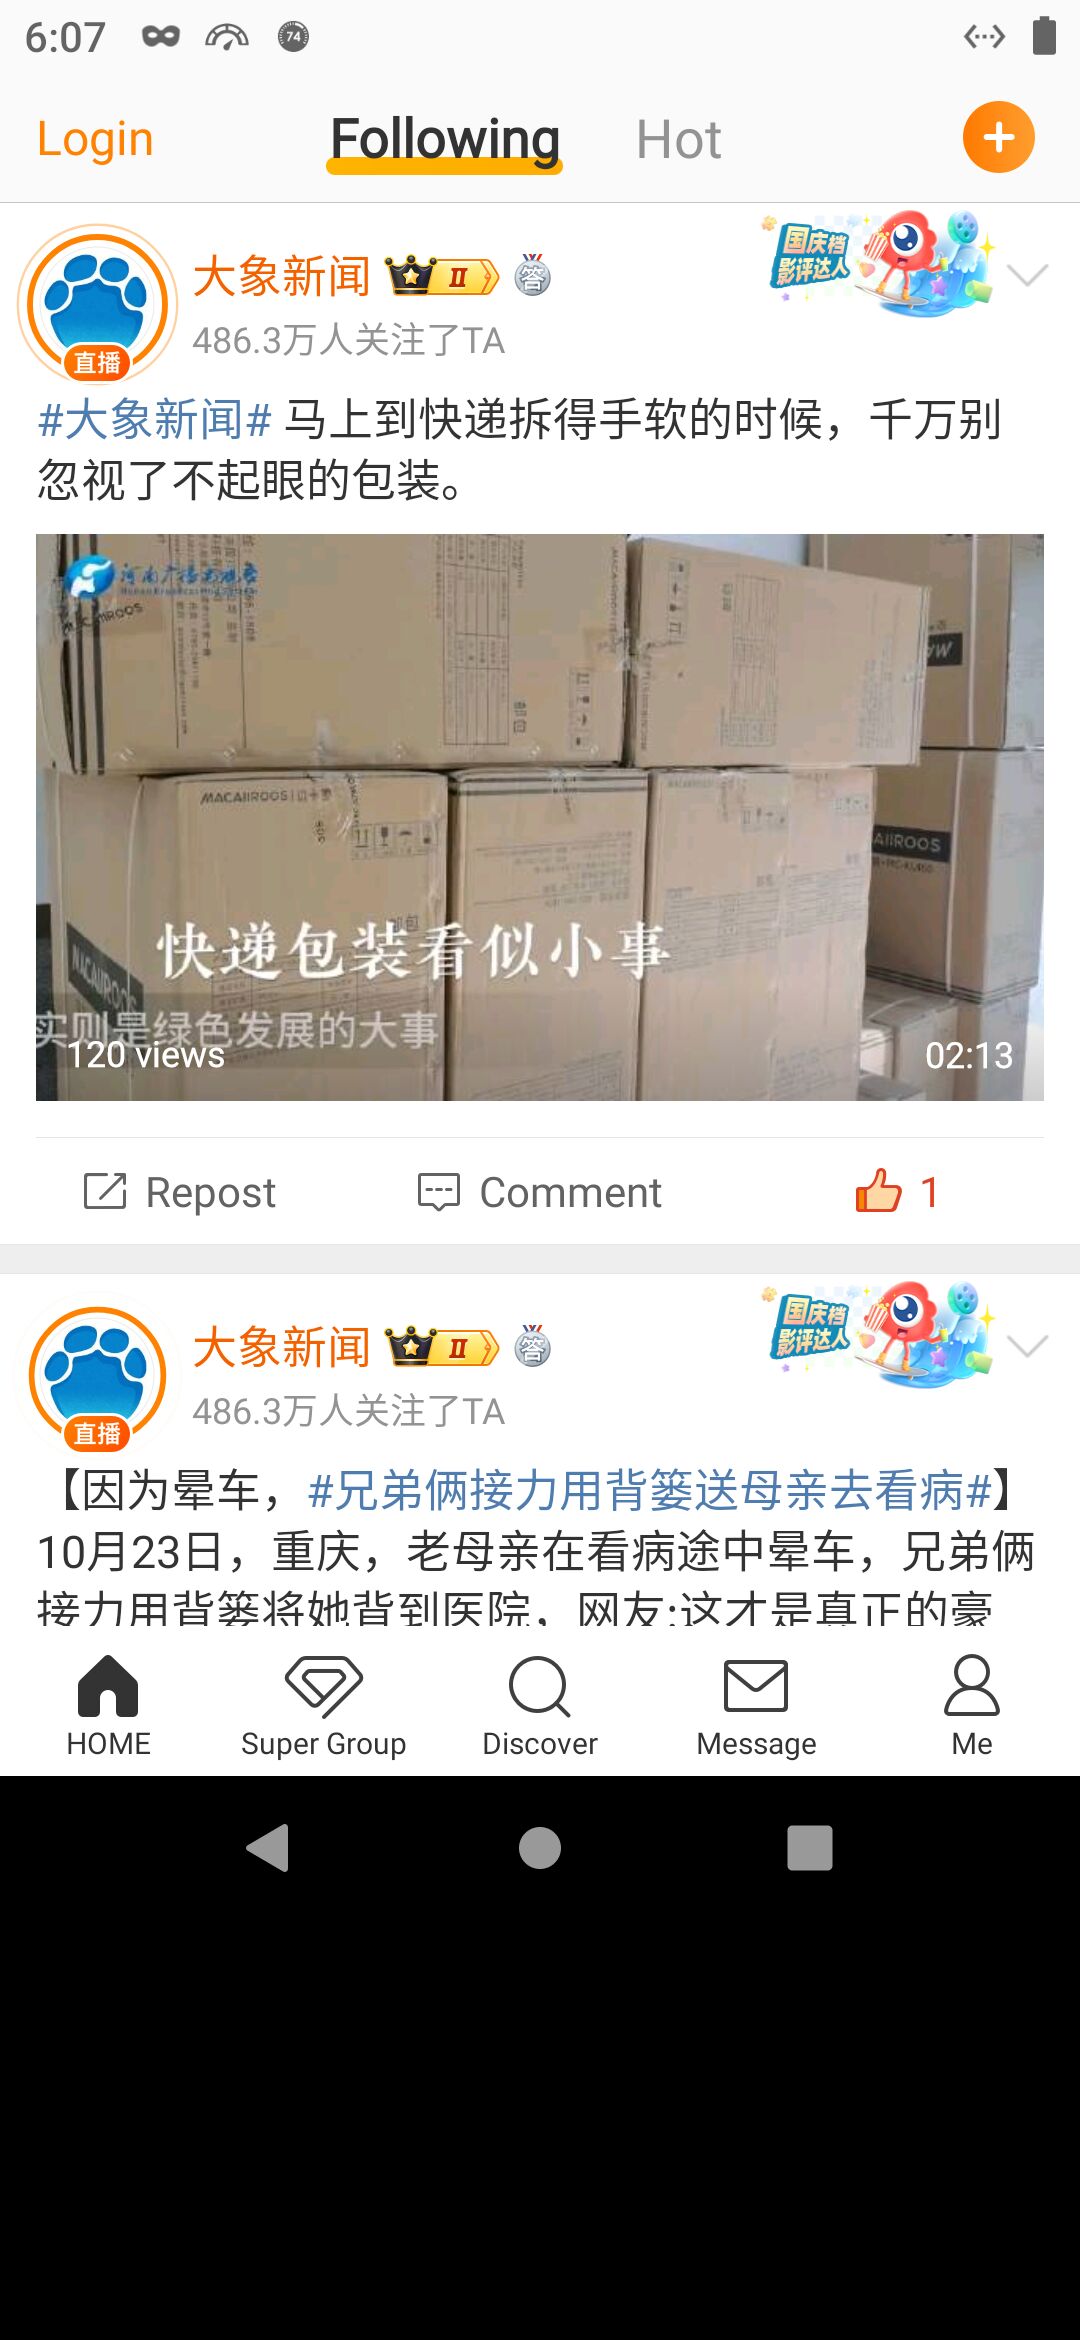 6:07
74
Login
Following
Hot
国庆档
影评达人
大象新闻
II
答
486.3万人关注了TA
直播
#大象新闻# 马上到快递拆得手软的时候，千万别
忽视了不起眼的包装。
河南广播电视台
MACAIIROOS
MACAIIROOS
AIIROOS
MACAIIROOS
快递包装看似小事
实则是绿色发展的大事
120 views
02:13
Repost
Comment
1
国庆档
影评达人
大象新闻
II
答
486.3万人关注了TA
直播
【因为晕车，#兄弟俩接力用背篓送母亲去看病#】
10月23日，重庆，老母亲在看病途中晕车，兄弟俩
接力用背篓将她背到医院，网友:这才是真正的豪
HOME
Super Group
Discover
Message
Me